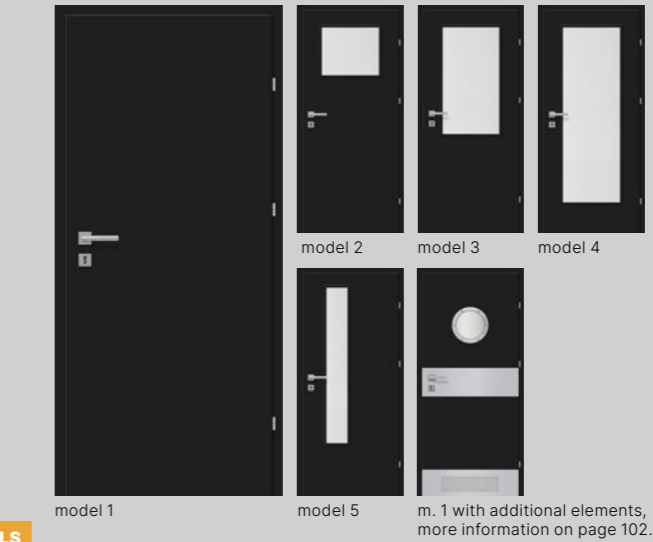 model 2
model 3
model 4
model 1
model 5
m. 1 with additional elements,
more information on page 102.
LS